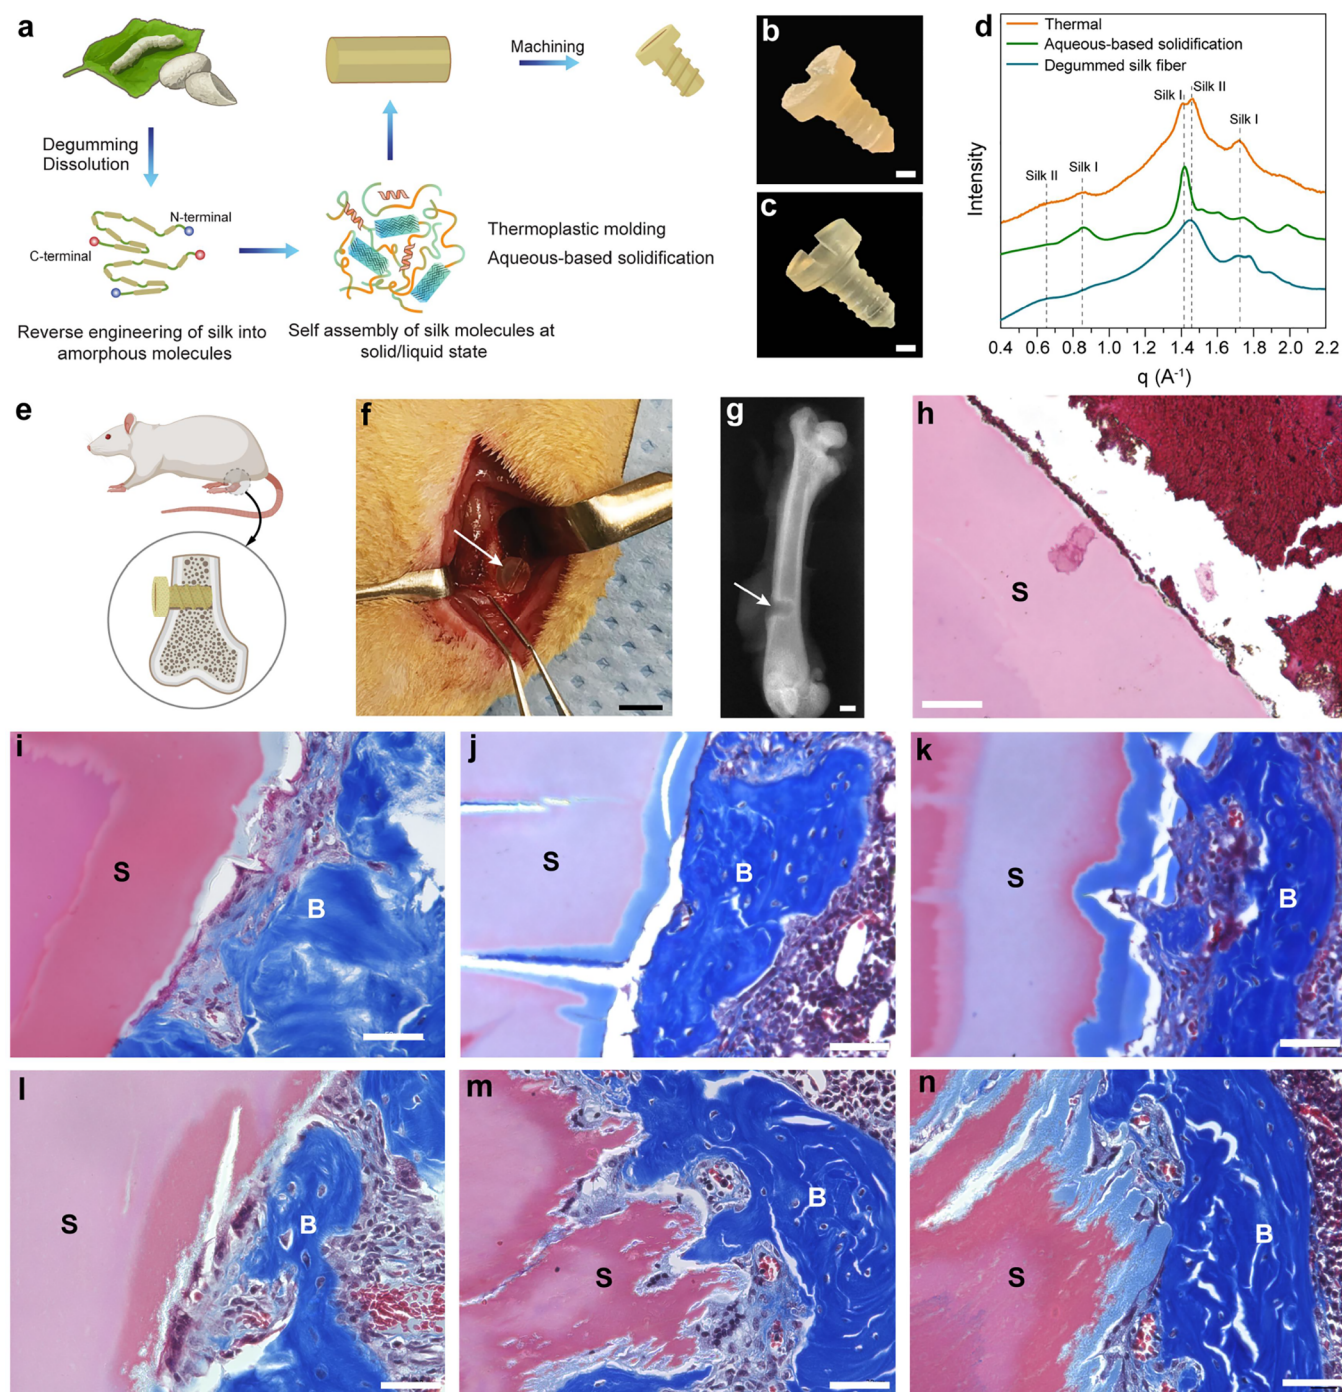 a
Machining
Degumming
Dissolution
N-terminal
C-terminal
Thermoplastic molding
Aqueous-based solidification
Reverse engineering of silk into
amorphous molecules
Self assembly of silk molecules at
solid/liquid state
b
c
d
Thermal
Aqueous-based solidification
Degummed silk fiber
Silk I
Silk II
Silk I
Silk II
Silk I
Intensity
0.4 0.6 0.8 1.0 1.2 1.4 1.6 1.8 2.0 2.2
q (A⁻¹)
e
f
g
h
S
i
S
B
j
S
B
k
S
B
l
S
B
m
S
B
n
S
B